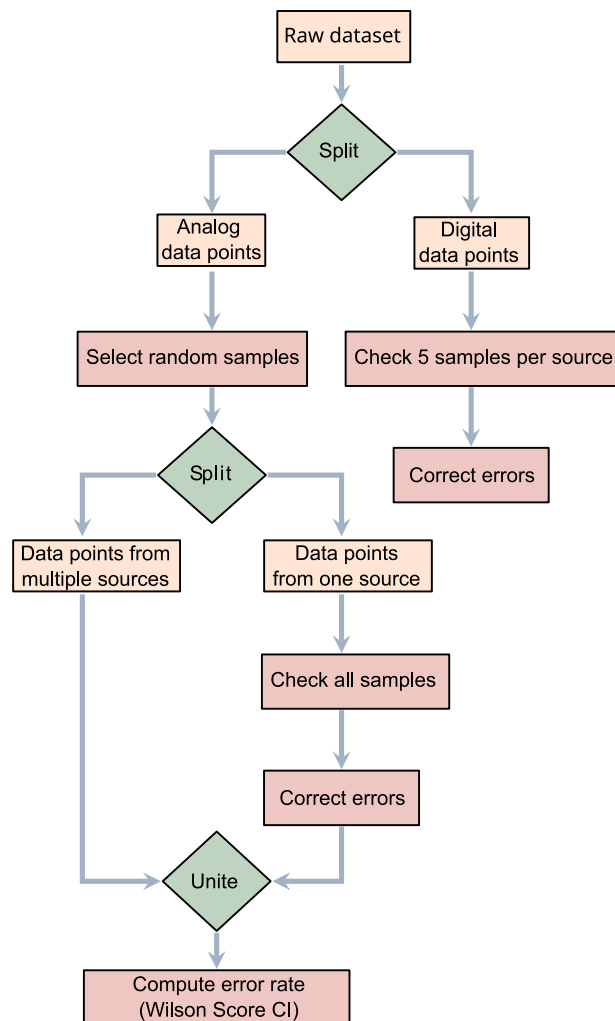 Raw dataset
Split
Analog
data points
Digital
data points
Select random samples
Check 5 samples per source
Split
Correct errors
Data points from
multiple sources
Data points
from one source
Check all samples
Correct errors
Unite
Compute error rate
(Wilson Score CI)